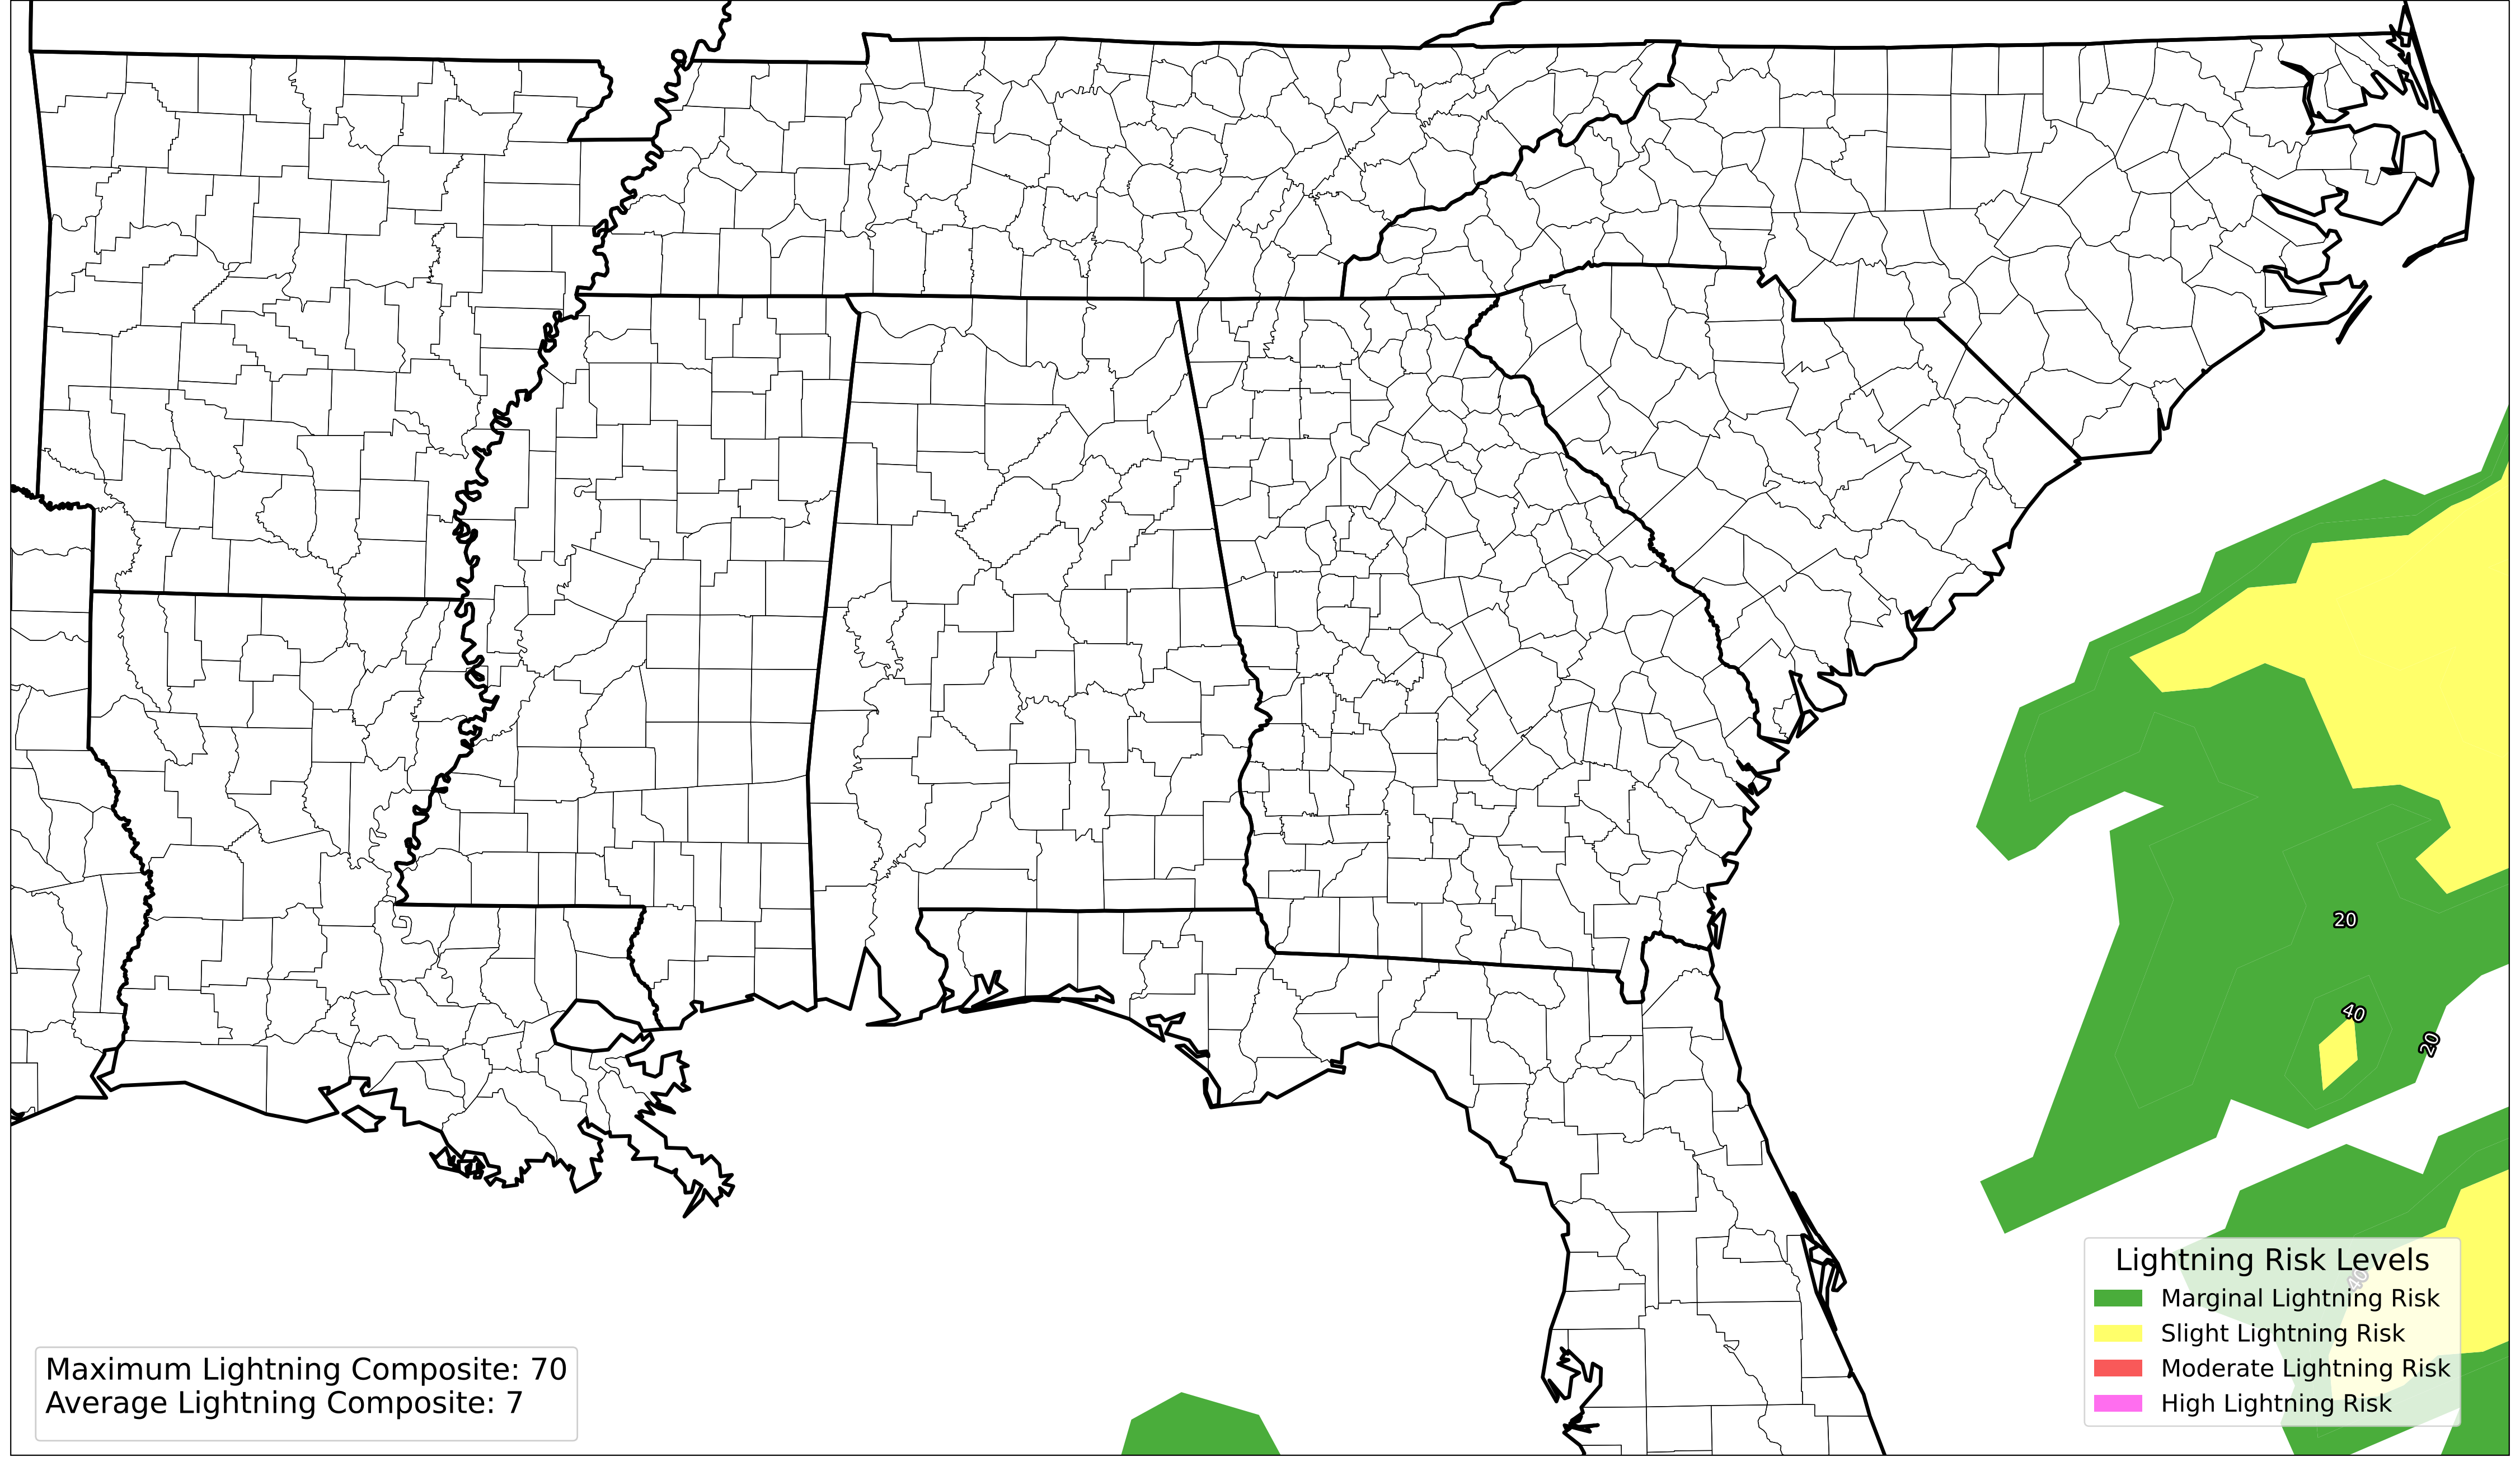 20
40
20
40
Lightning Risk Levels
Marginal Lightning Risk
Slight Lightning Risk
Moderate Lightning Risk
High Lightning Risk
Maximum Lightning Composite: 70
Average Lightning Composite: 7